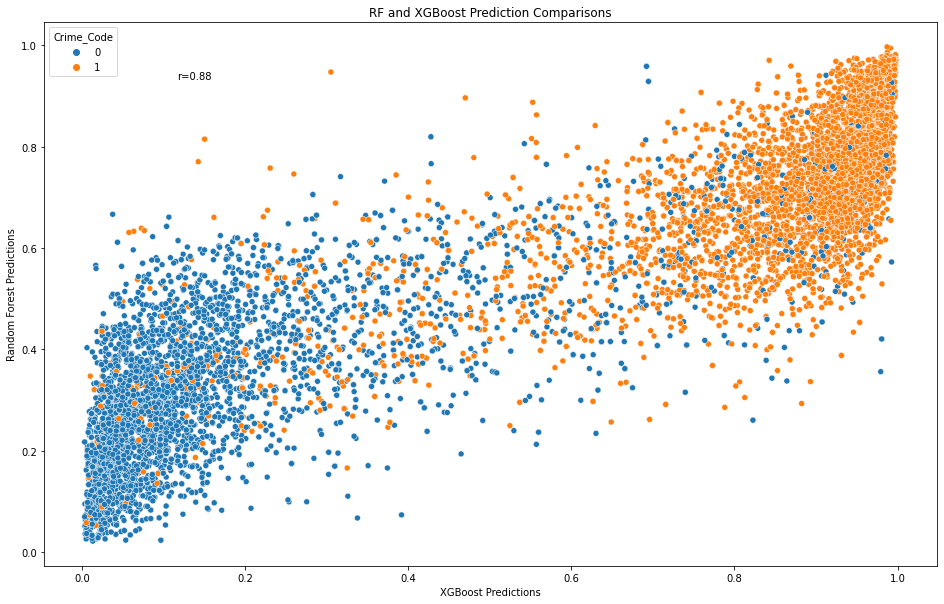 RF and XGBoost Prediction Comparisons
Crime_Code
0
1
r=0.88
1.0
0.8
0.6
0.4
0.2
0.0
Random Forest Predictions
0.0 0.2 0.4 0.6 0.8 1.0
XGBoost Predictions